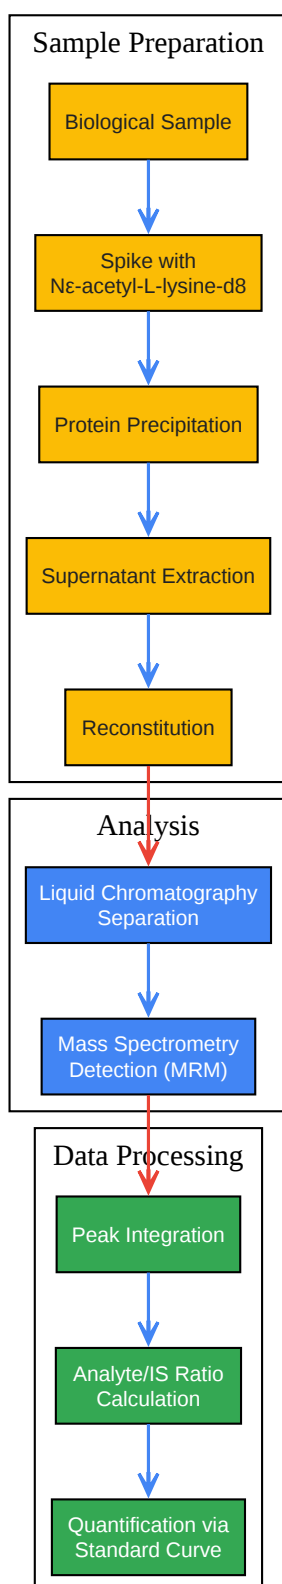 Sample Preparation
Biological Sample
Spike with
Nε-acetyl-L-lysine-d8
Protein Precipitation
Supernatant Extraction
Reconstitution
Analysis
Liquid Chromatography
Separation
Mass Spectrometry
Detection (MRM)
Data Processing
Peak Integration
Analyte/IS Ratio
Calculation
Quantification via
Standard Curve